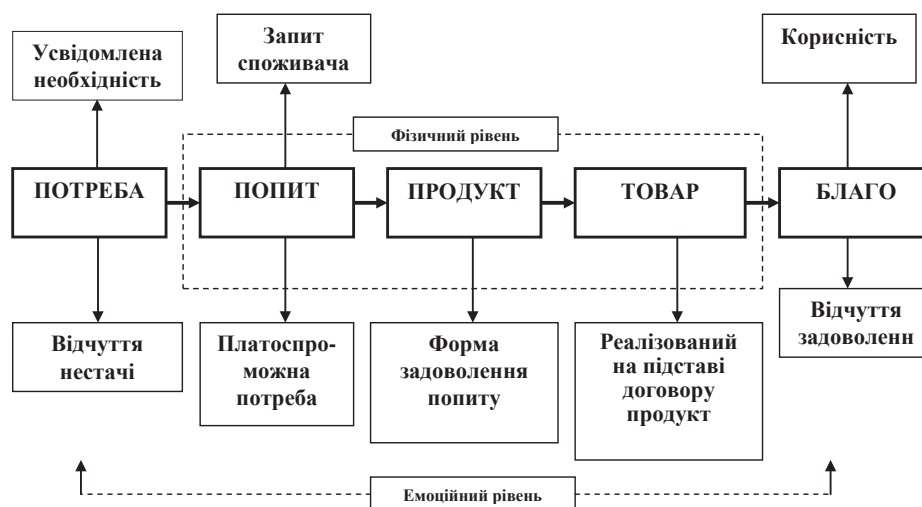 Усвідомлена
необхідність
Запит
споживача
Корисність
Фізичний рівень
ПОТРЕБА
ПОПИТ
ПРОДУКТ
ТОВАР
БЛАГО
Відчуття
нестачі
Платоспро-
можна
потреба
Форма
задоволення
попиту
Реалізований
на підставі
договору
продукт
Відчуття
задоволенн
Емоційний рівень